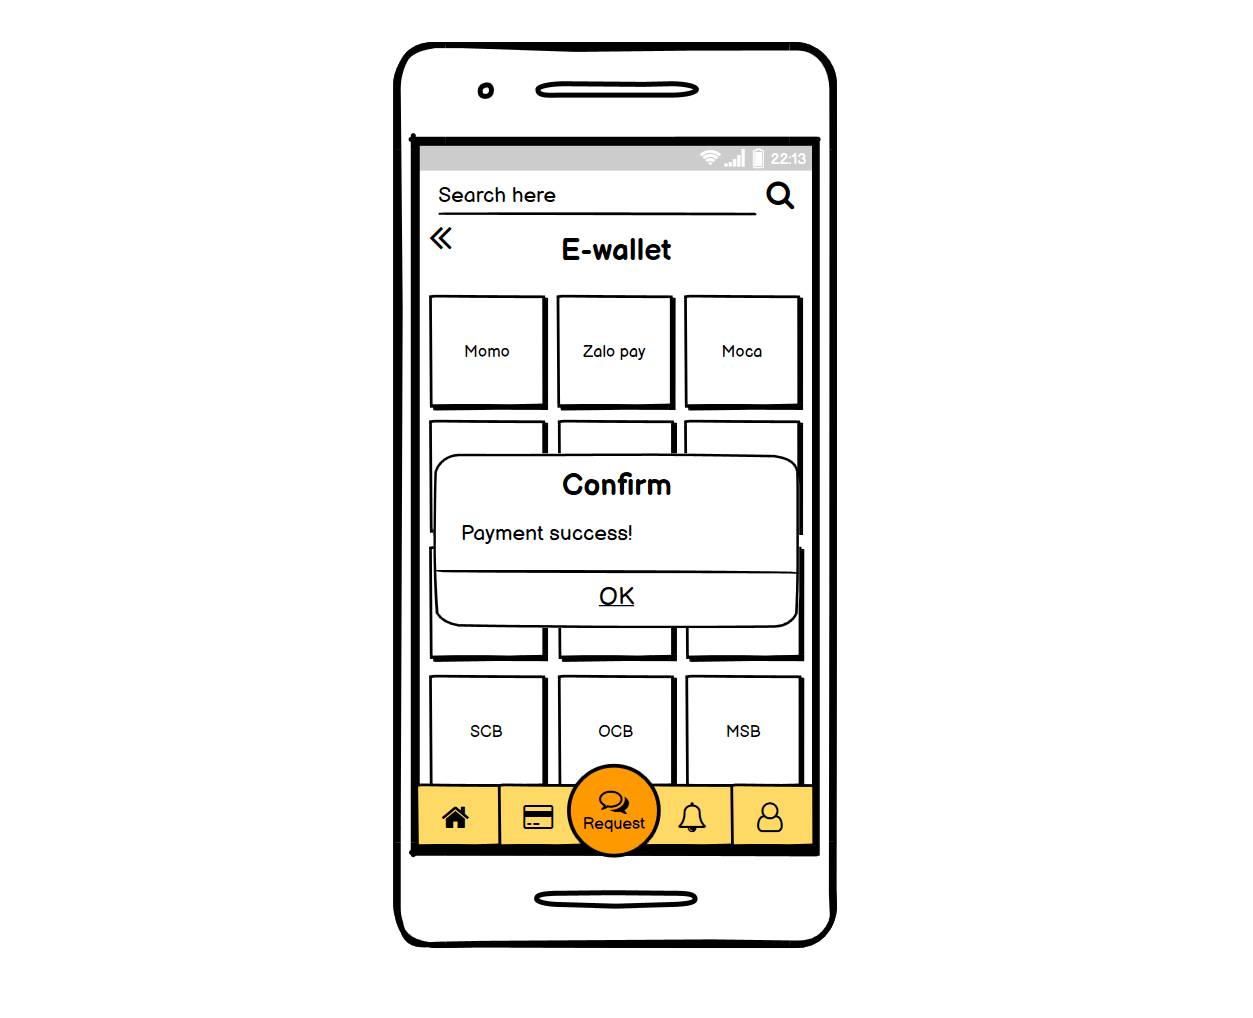 22:13
Search here
E-wallet
Momo
Zalo pay
Moca
Confirm
Payment success!
OK
SCB
OCB
MSB
Request